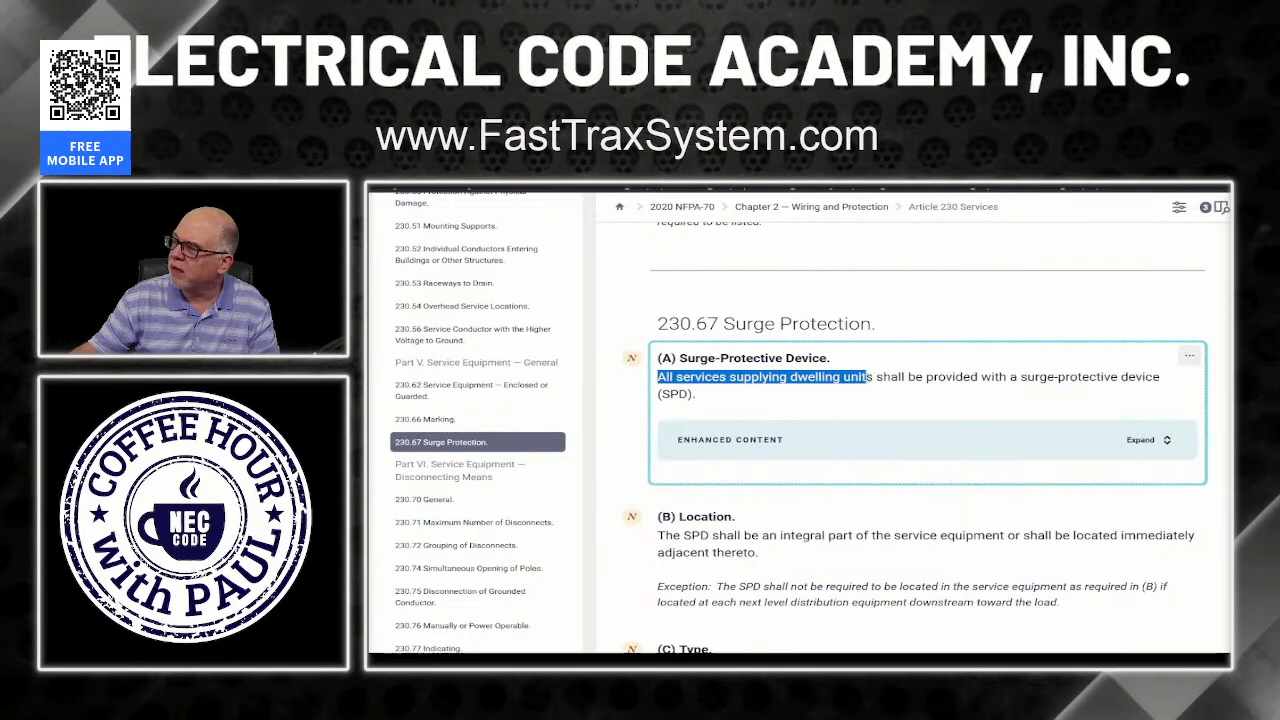 ELECTRICAL CODE ACADEMY, INC.
www.FastTraxSystem.com
FREE
MOBILE APP
COFFEE HOUR
NEC
CODE
with PAUL
Damage.
230.51 Mounting Supports.
230.52 Individual Conductors Entering
Buildings or Other Structures.
230.53 Raceways to Drain.
230.54 Overhead Service Locations.
230.56 Service Conductor with the Higher
Voltage to Ground.
Part V. Service Equipment — General
230.62 Service Equipment — Enclosed or
Guarded.
230.66 Marking.
230.67 Surge Protection.
Part VI. Service Equipment —
Disconnecting Means
230.70 General.
230.71 Maximum Number of Disconnects.
230.72 Grouping of Disconnects.
230.74 Simultaneous Opening of Poles.
230.75 Disconnection of Grounded
Conductor.
230.76 Manually or Power Operable.
230.77 Indicating.
2020 NFPA-70 > Chapter 2 — Wiring and Protection > Article 230 Services
3
required to be listed.
230.67 Surge Protection.
N (A) Surge-Protective Device.
All services supplying dwelling units shall be provided with a surge-protective device
(SPD).
ENHANCED CONTENT Expand
N (B) Location.
The SPD shall be an integral part of the service equipment or shall be located immediately
adjacent thereto.
Exception: The SPD shall not be required to be located in the service equipment as required in (B) if
located at each next level distribution equipment downstream toward the load.
N (C) Type.